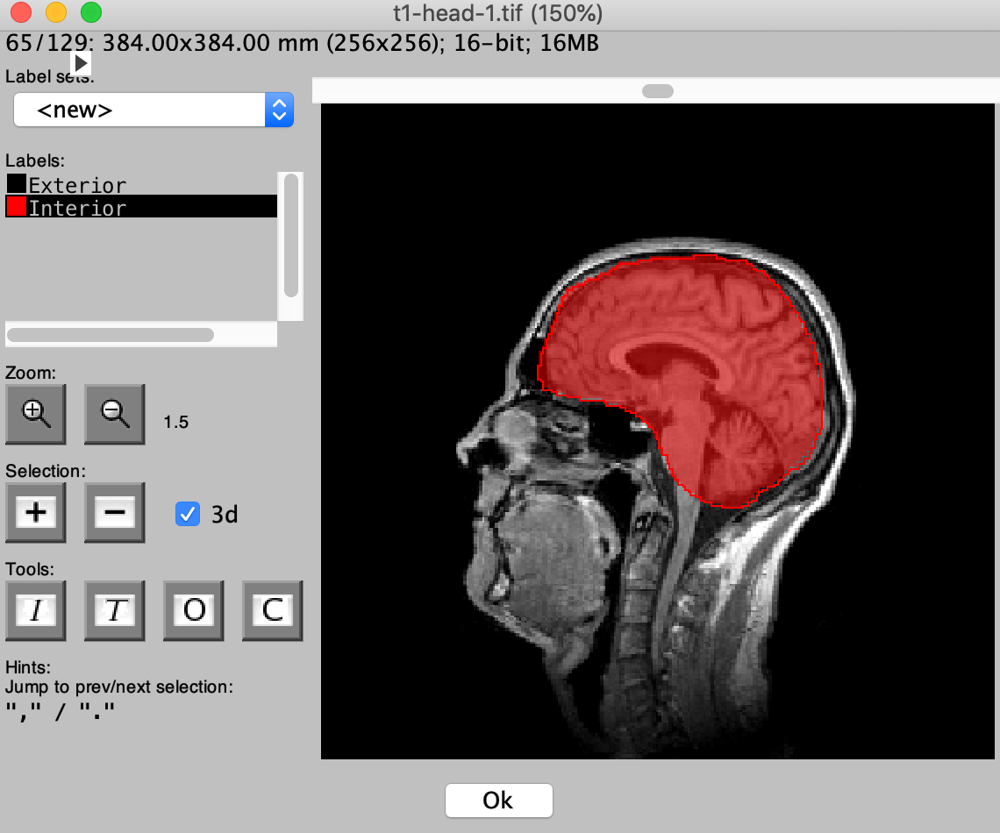 t1-head-1.tif (150%)
65/129: 384.00x384.00 mm (256x256); 16-bit; 16MB
Label sets:
<new>
Labels:
Exterior
Interior
Zoom:
1.5
Selection:
+ − 3d
Tools:
I T O C
Hints:
Jump to prev/next selection:
"," / "."
Ok